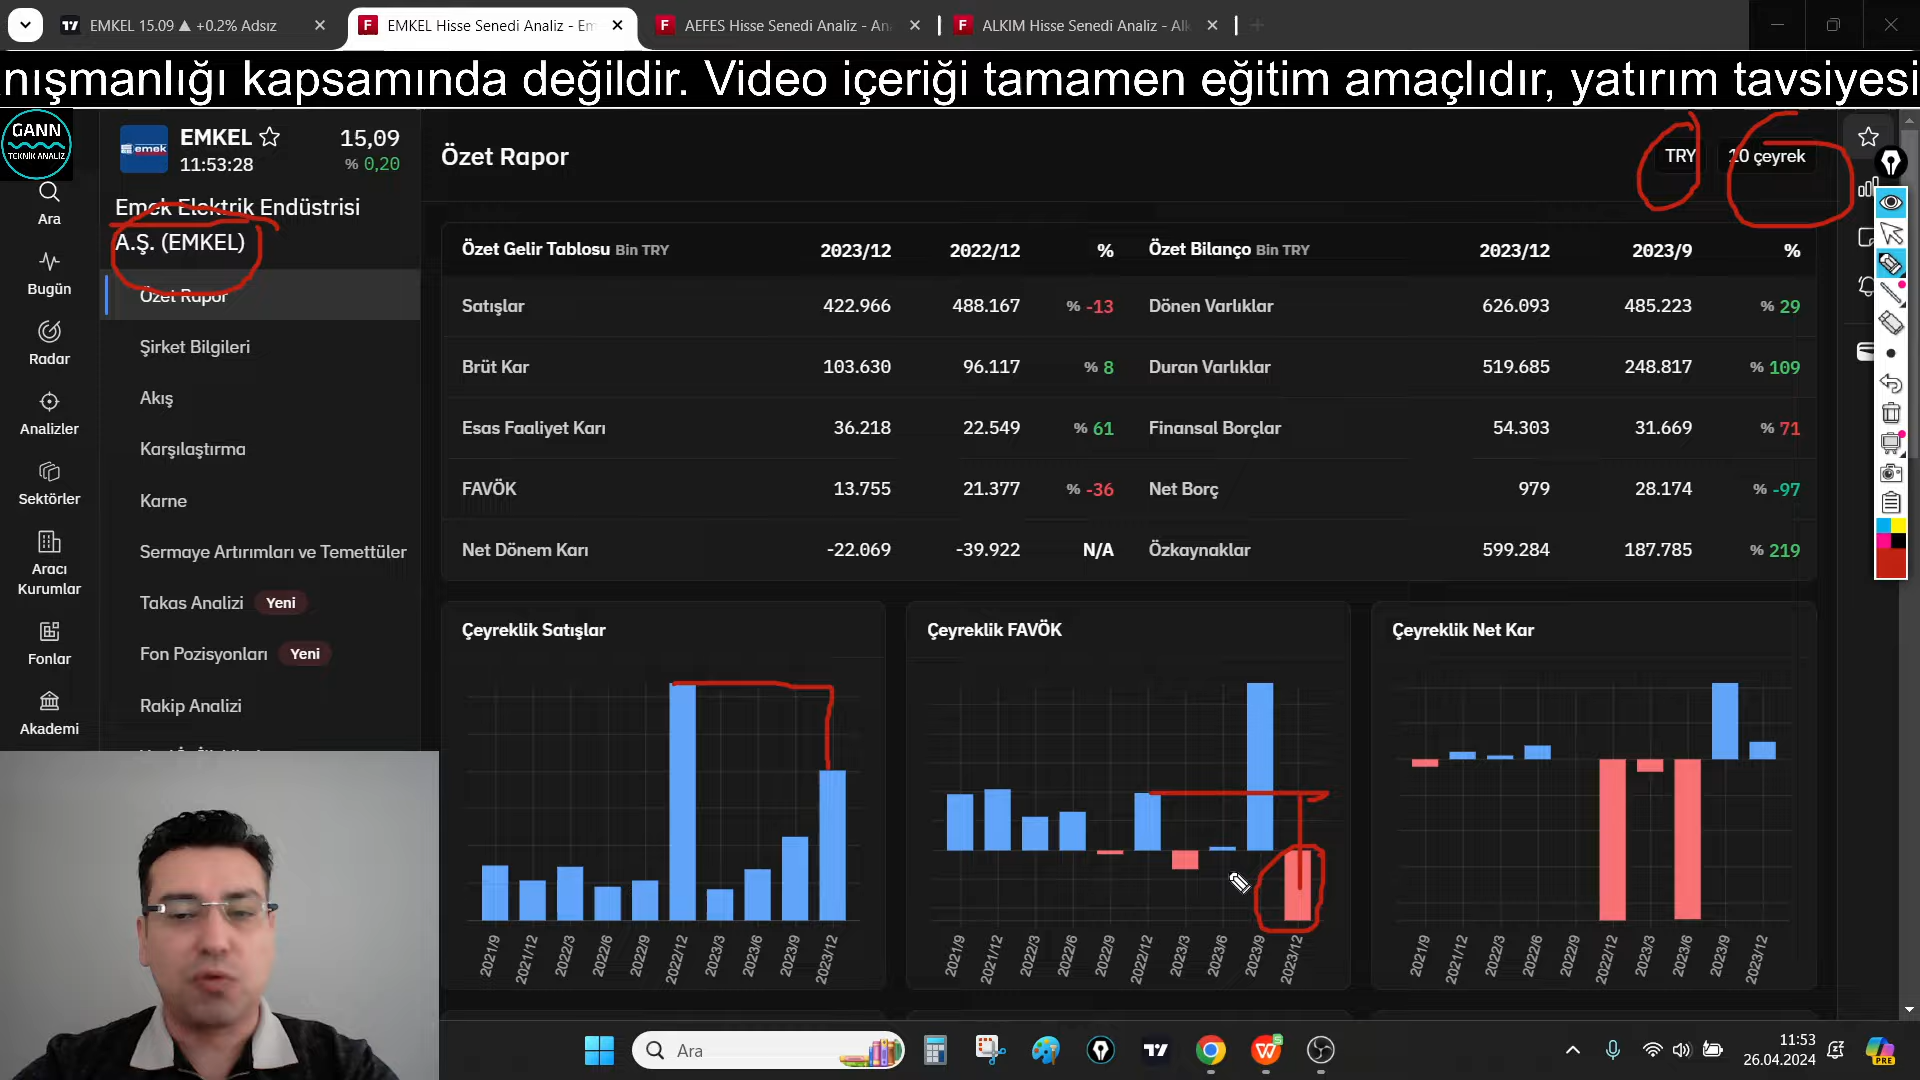 EMKEL 15.09 ▲ +0.2% Adsız
EMKEL Hisse Senedi Analiz - Em
AEFES Hisse Senedi Analiz - An
ALKIM Hisse Senedi Analiz - Alk
nışmanlığı kapsamında değildir. Video içeriği tamamen eğitim amaçlıdır, yatırım tavsiyesi
GANN
TEKNİK ANALİZ
Ara
Bugün
Radar
Analizler
Sektörler
Aracı
Kurumlar
Fonlar
Akademi
emek
EMKEL 15,09
11:53:28 % 0,20
Emek Elektrik Endüstrisi
A.Ş. (EMKEL)
Özet Rapor
Şirket Bilgileri
Akış
Karşılaştırma
Karne
Sermaye Artırımları ve Temettüler
Takas Analizi Yeni
Fon Pozisyonları Yeni
Rakip Analizi
Özet Rapor TRY 10 çeyrek
Özet Gelir Tablosu Bin TRY 2023/12 2022/12 %
Satışlar 422.966 488.167 % -13
Brüt Kar 103.630 96.117 % 8
Esas Faaliyet Karı 36.218 22.549 % 61
FAVÖK 13.755 21.377 % -36
Net Dönem Karı -22.069 -39.922 N/A
Özet Bilanço Bin TRY 2023/12 2023/9 %
Dönen Varlıklar 626.093 485.223 % 29
Duran Varlıklar 519.685 248.817 % 109
Finansal Borçlar 54.303 31.669 % 71
Net Borç 979 28.174 % -97
Özkaynaklar 599.284 187.785 % 219
Çeyreklik Satışlar
2021/9 2021/12 2022/3 2022/6 2022/9 2022/12 2023/3 2023/6 2023/9 2023/12
Çeyreklik FAVÖK
2021/9 2021/12 2022/3 2022/6 2022/9 2022/12 2023/3 2023/6 2023/9 2023/12
Çeyreklik Net Kar
2021/9 2021/12 2022/3 2022/6 2022/9 2022/12 2023/3 2023/6 2023/9 2023/12
Ara
11:53
26.04.2024
PRE